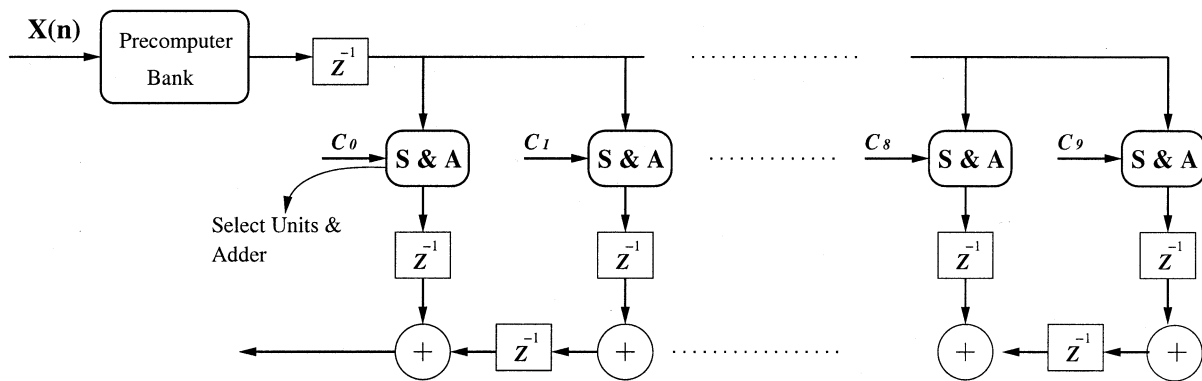 X(n)
Precomputer
Bank
Z⁻¹
C₀
S & A
C₁
S & A
C₈
S & A
C₉
S & A
Select Units &
Adder
Z⁻¹
Z⁻¹
Z⁻¹
Z⁻¹
+
Z⁻¹
+
+
Z⁻¹
+